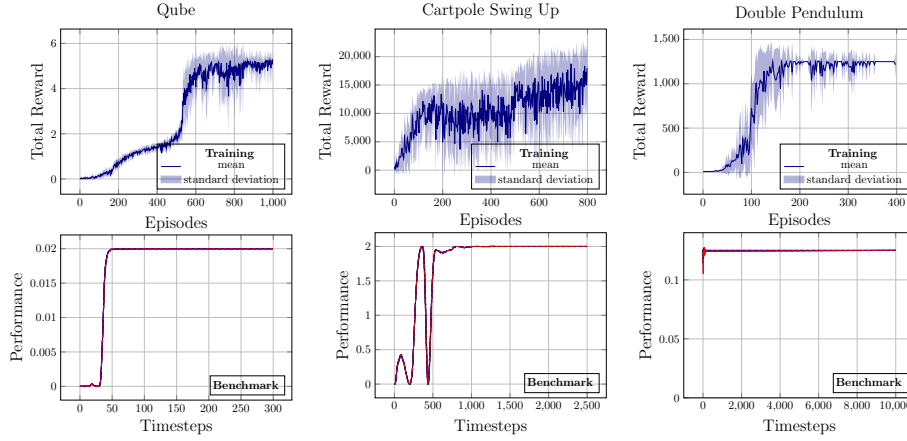 Qube
Cartpole Swing Up
Double Pendulum
Total Reward
6
4
2
0
0
200
400
600
800
1,000
Training
mean
standard deviation
Episodes
Total Reward
20,000
15,000
10,000
5,000
0
0
200
400
600
800
Training
mean
standard deviation
Episodes
Total Reward
1,500
1,000
500
0
0
100
200
300
400
Training
mean
standard deviation
Episodes
Performance
0.02
0.015
0.01
0.005
0
0
50
100
150
200
250
300
Benchmark
Timesteps
Performance
2
1.5
1
0.5
0
0
500
1,000
1,500
2,000
2,500
Benchmark
Timesteps
Performance
0.1
0.05
0
0
2,000
4,000
6,000
8,000
10,000
Benchmark
Timesteps